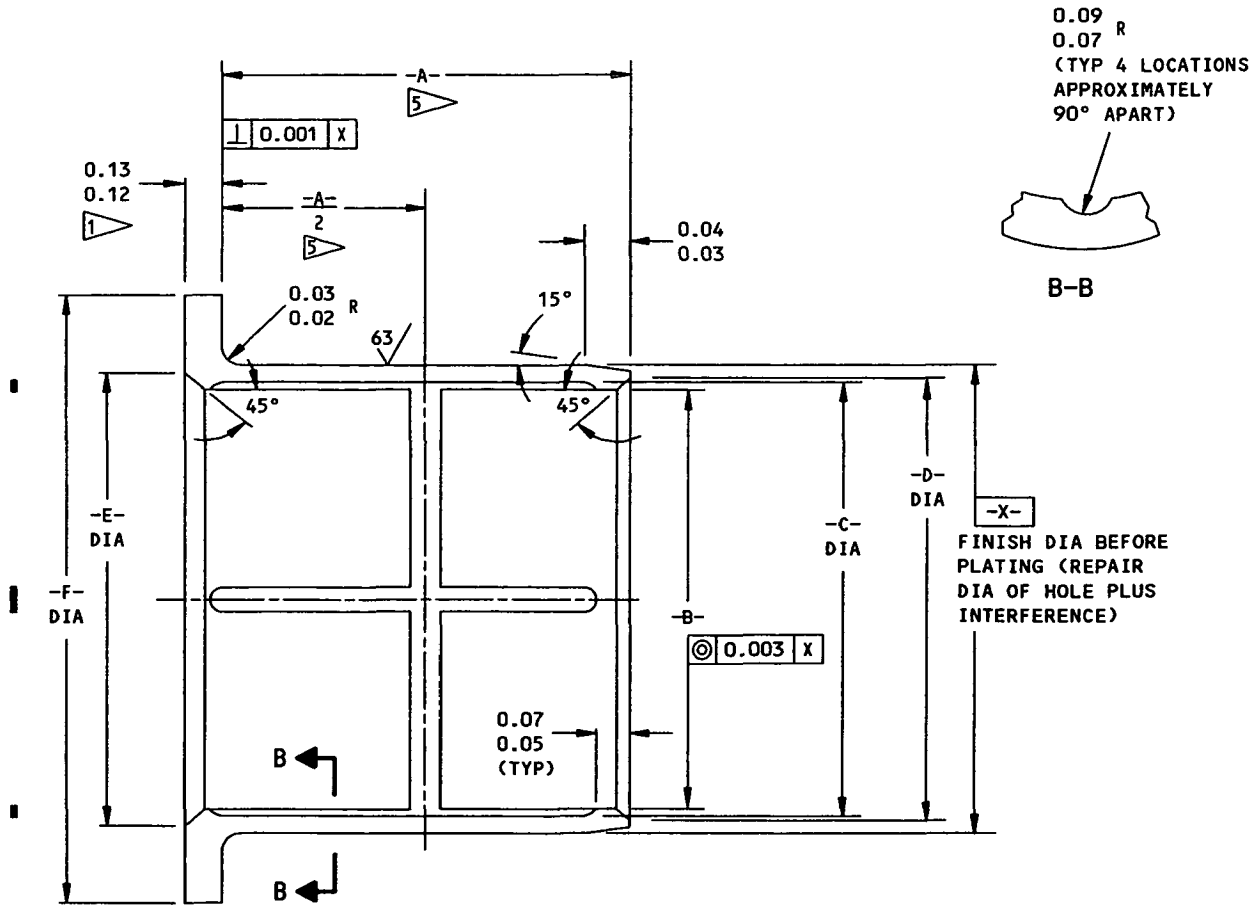 0.09
0.07 R
(TYP 4 LOCATIONS
APPROXIMATELY
90° APART)
B-B
-A-
5
⊥ 0.001 X
0.13
0.12
1
-A-
2
5
0.04
0.03
0.03
0.02 R
63
15°
45°
45°
-E-
DIA
-F-
DIA
-B-
◎ 0.003 X
-C-
DIA
-D-
DIA
-X-
FINISH DIA BEFORE
PLATING (REPAIR
DIA OF HOLE PLUS
INTERFERENCE)
0.07
0.05
(TYP)
B
B